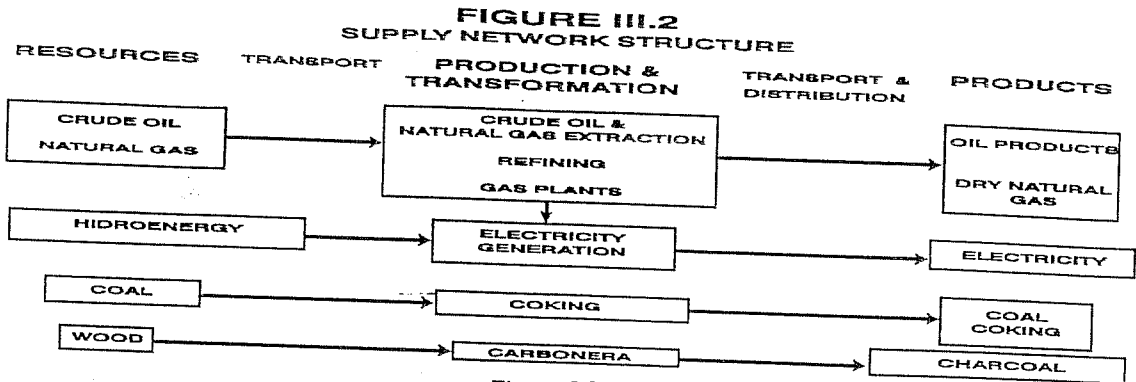 FIGURE III.2
SUPPLY NETWORK STRUCTURE
RESOURCES
TRANSPORT
PRODUCTION &
TRANSFORMATION
TRANSPORT &
DISTRIBUTION
PRODUCTS
CRUDE OIL
NATURAL GAS
CRUDE OIL &
NATURAL GAS EXTRACTION
REFINING
GAS PLANTS
OIL PRODUCTS
DRY NATURAL
GAS
HIDROENERGY
ELECTRICITY
GENERATION
ELECTRICITY
COAL
COKING
COAL
COKING
WOOD
CARBONERA
CHARCOAL